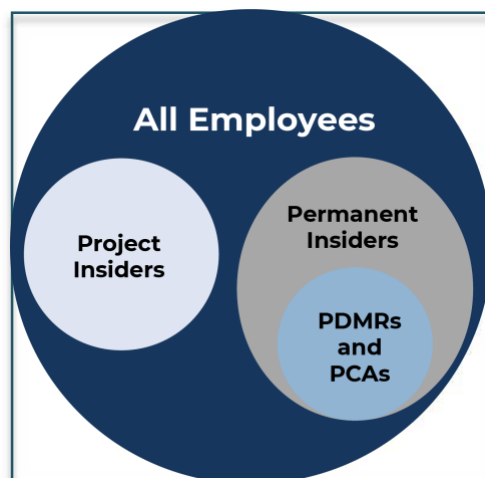 All Employees
Project
Insiders
Permanent
Insiders
PDMRs
and
PCAs